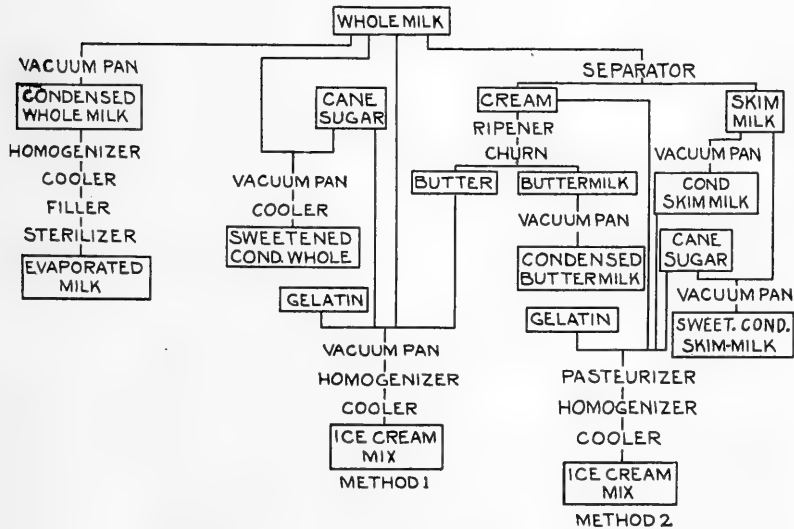 WHOLE MILK
VACUUM PAN
CONDENSED
WHOLE MILK
HOMOGENIZER
COOLER
FILLER
STERILIZER
EVAPORATED
MILK
CANE
SUGAR
VACUUM PAN
COOLER
SWEETENED
COND. WHOLE
GELATIN
SEPARATOR
CREAM
RIPENER
CHURN
BUTTER
BUTTERMILK
VACUUM PAN
CONDENSED
BUTTERMILK
SKIM
MILK
VACUUM PAN
COND
SKIM MILK
CANE
SUGAR
VACUUM PAN
SWEET. COND.
SKIM-MILK
VACUUM PAN
HOMOGENIZER
COOLER
ICE CREAM
MIX
METHOD 1
GELATIN
PASTEURIZER
HOMOGENIZER
COOLER
ICE CREAM
MIX
METHOD 2